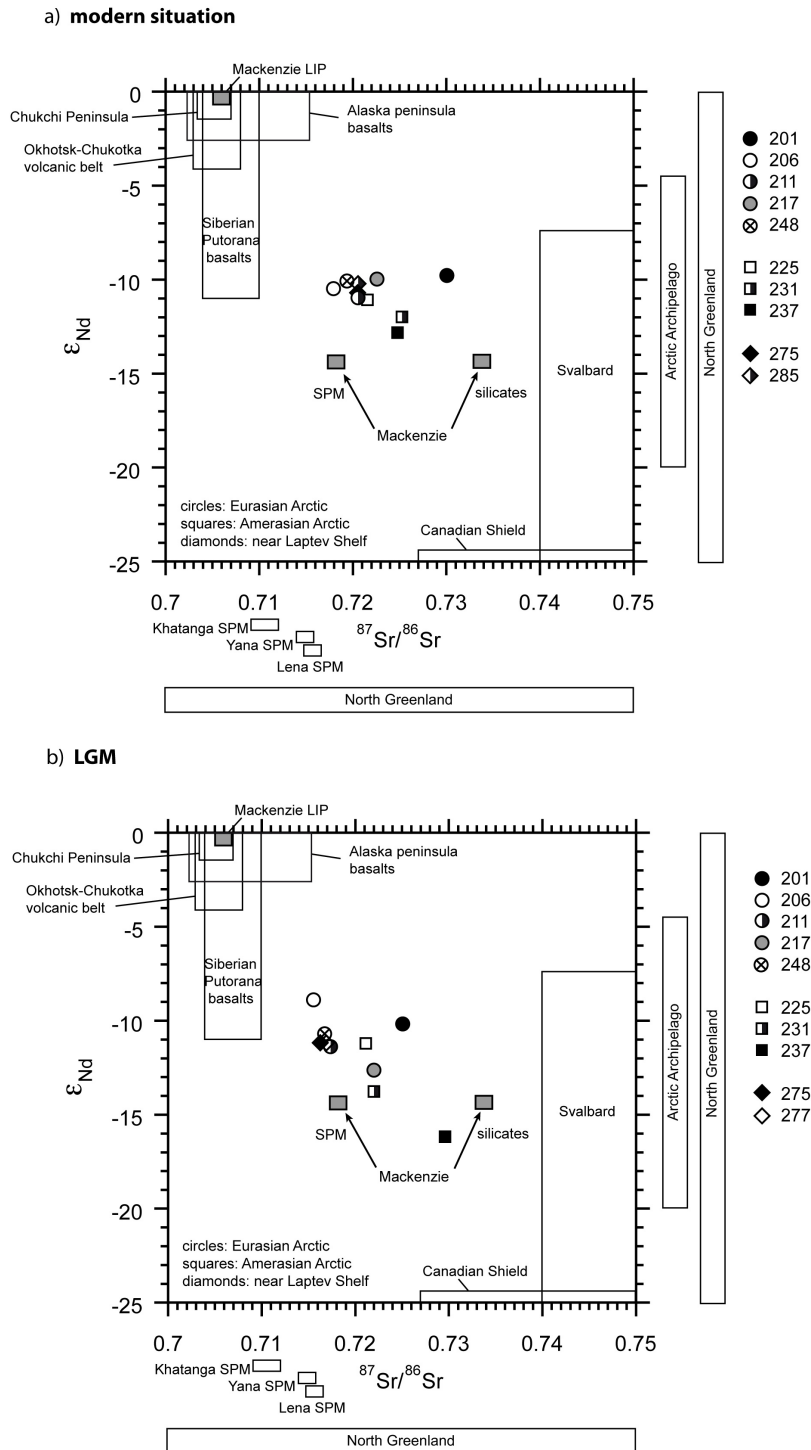 a) modern situation
Mackenzie LIP
Chukchi Peninsula
Alaska peninsula
basalts
Okhotsk-Chukotka
volcanic belt
Siberian
Putorana
basalts
0
-5
-10
-15
-20
-25
εNd
SPM
silicates
Mackenzie
Svalbard
Canadian Shield
circles: Eurasian Arctic
squares: Amerasian Arctic
diamonds: near Laptev Shelf
0.7 0.71 0.72 0.73 0.74 0.75
87Sr/86Sr
Khatanga SPM
Yana SPM
Lena SPM
North Greenland
Arctic Archipelago
North Greenland
201
206
211
217
248
225
231
237
275
285
b) LGM
Mackenzie LIP
Chukchi Peninsula
Alaska peninsula
basalts
Okhotsk-Chukotka
volcanic belt
Siberian
Putorana
basalts
0
-5
-10
-15
-20
-25
εNd
SPM
silicates
Mackenzie
Svalbard
Canadian Shield
circles: Eurasian Arctic
squares: Amerasian Arctic
diamonds: near Laptev Shelf
0.7 0.71 0.72 0.73 0.74 0.75
87Sr/86Sr
Khatanga SPM
Yana SPM
Lena SPM
North Greenland
Arctic Archipelago
North Greenland
201
206
211
217
248
225
231
237
275
277